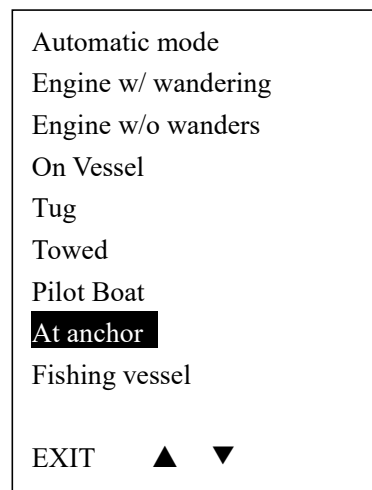 Automatic mode
Engine w/ wandering
Engine w/o wanders
On Vessel
Tug
Towed
Pilot Boat
At anchor
Fishing vessel
EXIT ▲ ▼